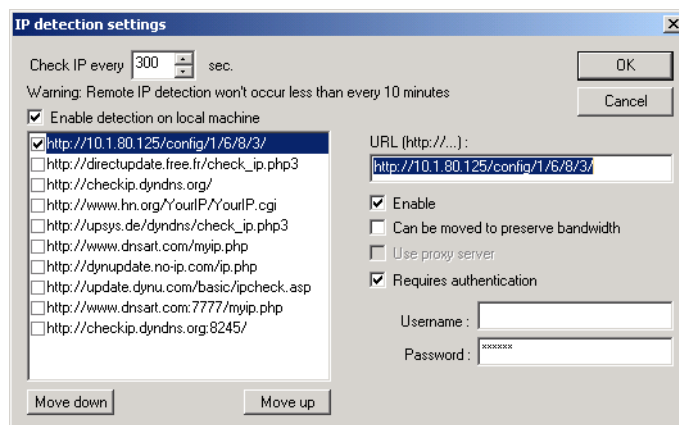 IP detection settings
Check IP every 300 sec.
OK
Warning: Remote IP detection won't occur less than every 10 minutes
Cancel
Enable detection on local machine
http://10.1.80.125/config/1/6/8/3/
http://directupdate.free.fr/check_ip.php3
http://checkip.dyndns.org/
http://www.hn.org/YourIP/YourIP.cgi
http://upsys.de/dyndns/check_ip.php3
http://www.dnsart.com/myip.php
http://dynupdate.no-ip.com/ip.php
http://update.dynu.com/basic/ipcheck.asp
http://www.dnsart.com:7777/myip.php
http://checkip.dyndns.org:8245/
Move down
Move up
URL (http://...) :
http://10.1.80.125/config/1/6/8/3/
Enable
Can be moved to preserve bandwidth
Use proxy server
Requires authentication
Username :
Password : ******